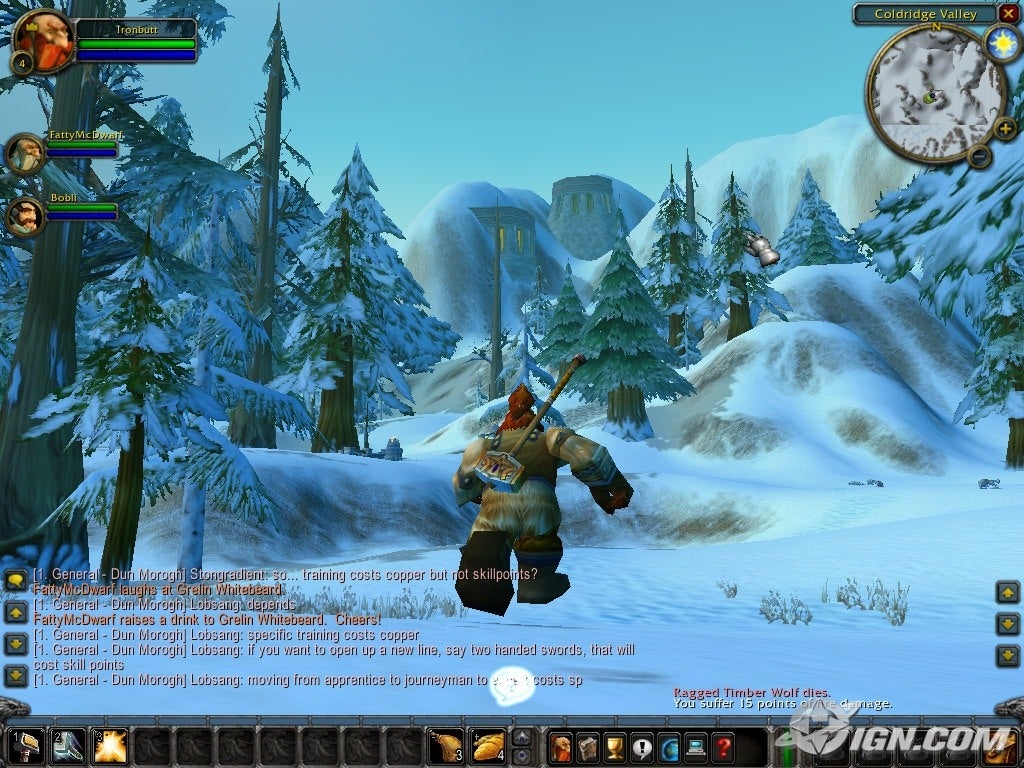 Tronbutt
4
Coldridge Valley
N
FattyMcDwarf
Bobli
[1. General - Dun Morogh] Stongradient: so... training costs copper but not skillpoints?
FattyMcDwarf laughs at Grelin Whitebeard.
[1. General - Dun Morogh] Lobsang: depends
FattyMcDwarf raises a drink to Grelin Whitebeard. Cheers!
[1. General - Dun Morogh] Lobsang: specific training costs copper
[1. General - Dun Morogh] Lobsang: if you want to open up a new line, say two handed swords, that will
cost skill points
[1. General - Dun Morogh] Lobsang: moving from apprentice to journeyman to costs sp
Ragged Timber Wolf dies.
You suffer 15 points of fire damage.
1 2 3 3 4
IGN.COM